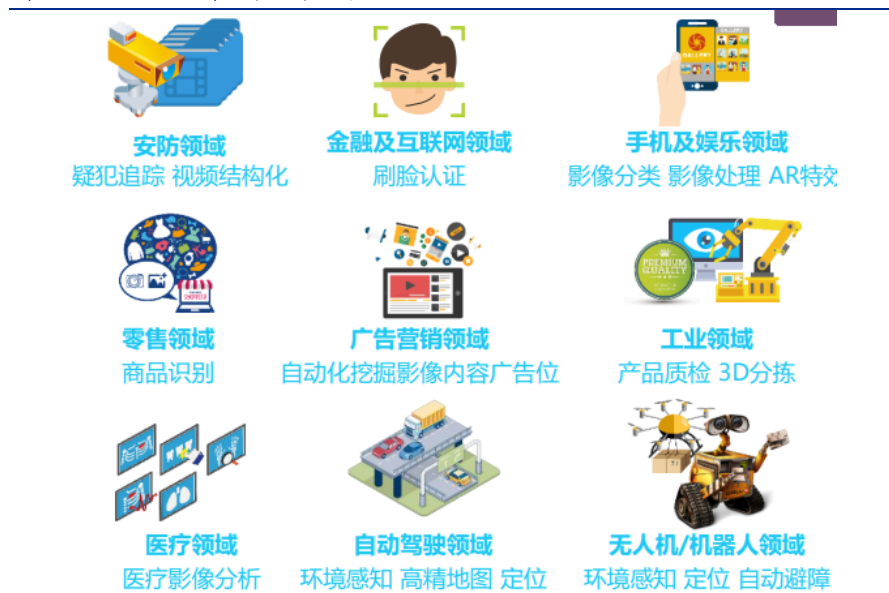 安防领域
疑犯追踪 视频结构化
金融及互联网领域
刷脸认证
手机及娱乐领域
影像分类 影像处理 AR特效
GALLERY
GALLERY
零售领域
商品识别
广告营销领域
自动化挖掘影像内容广告位
PREMIUM
QUALITY
工业领域
产品质检 3D分拣
医疗领域
医疗影像分析
自动驾驶领域
环境感知 高精地图 定位
无人机/机器人领域
环境感知 定位 自动避障